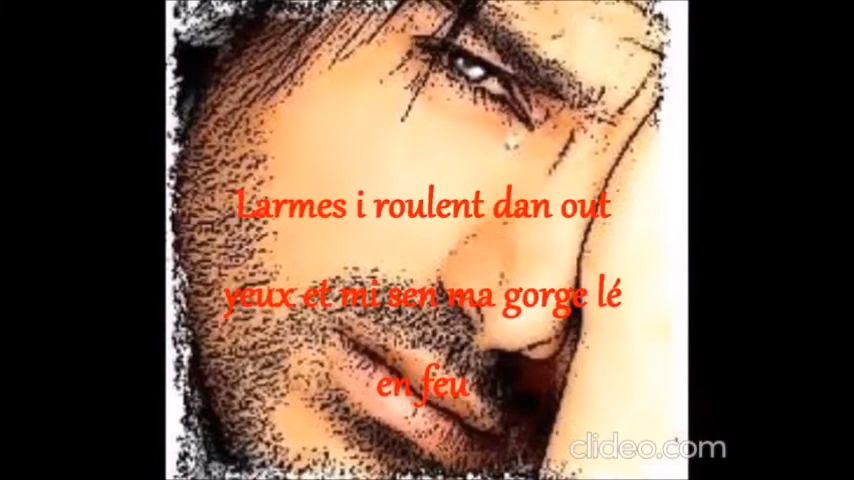 Larmes i roulent dan out
yeux et mi sen ma gorge lé
en feu
clideo.com